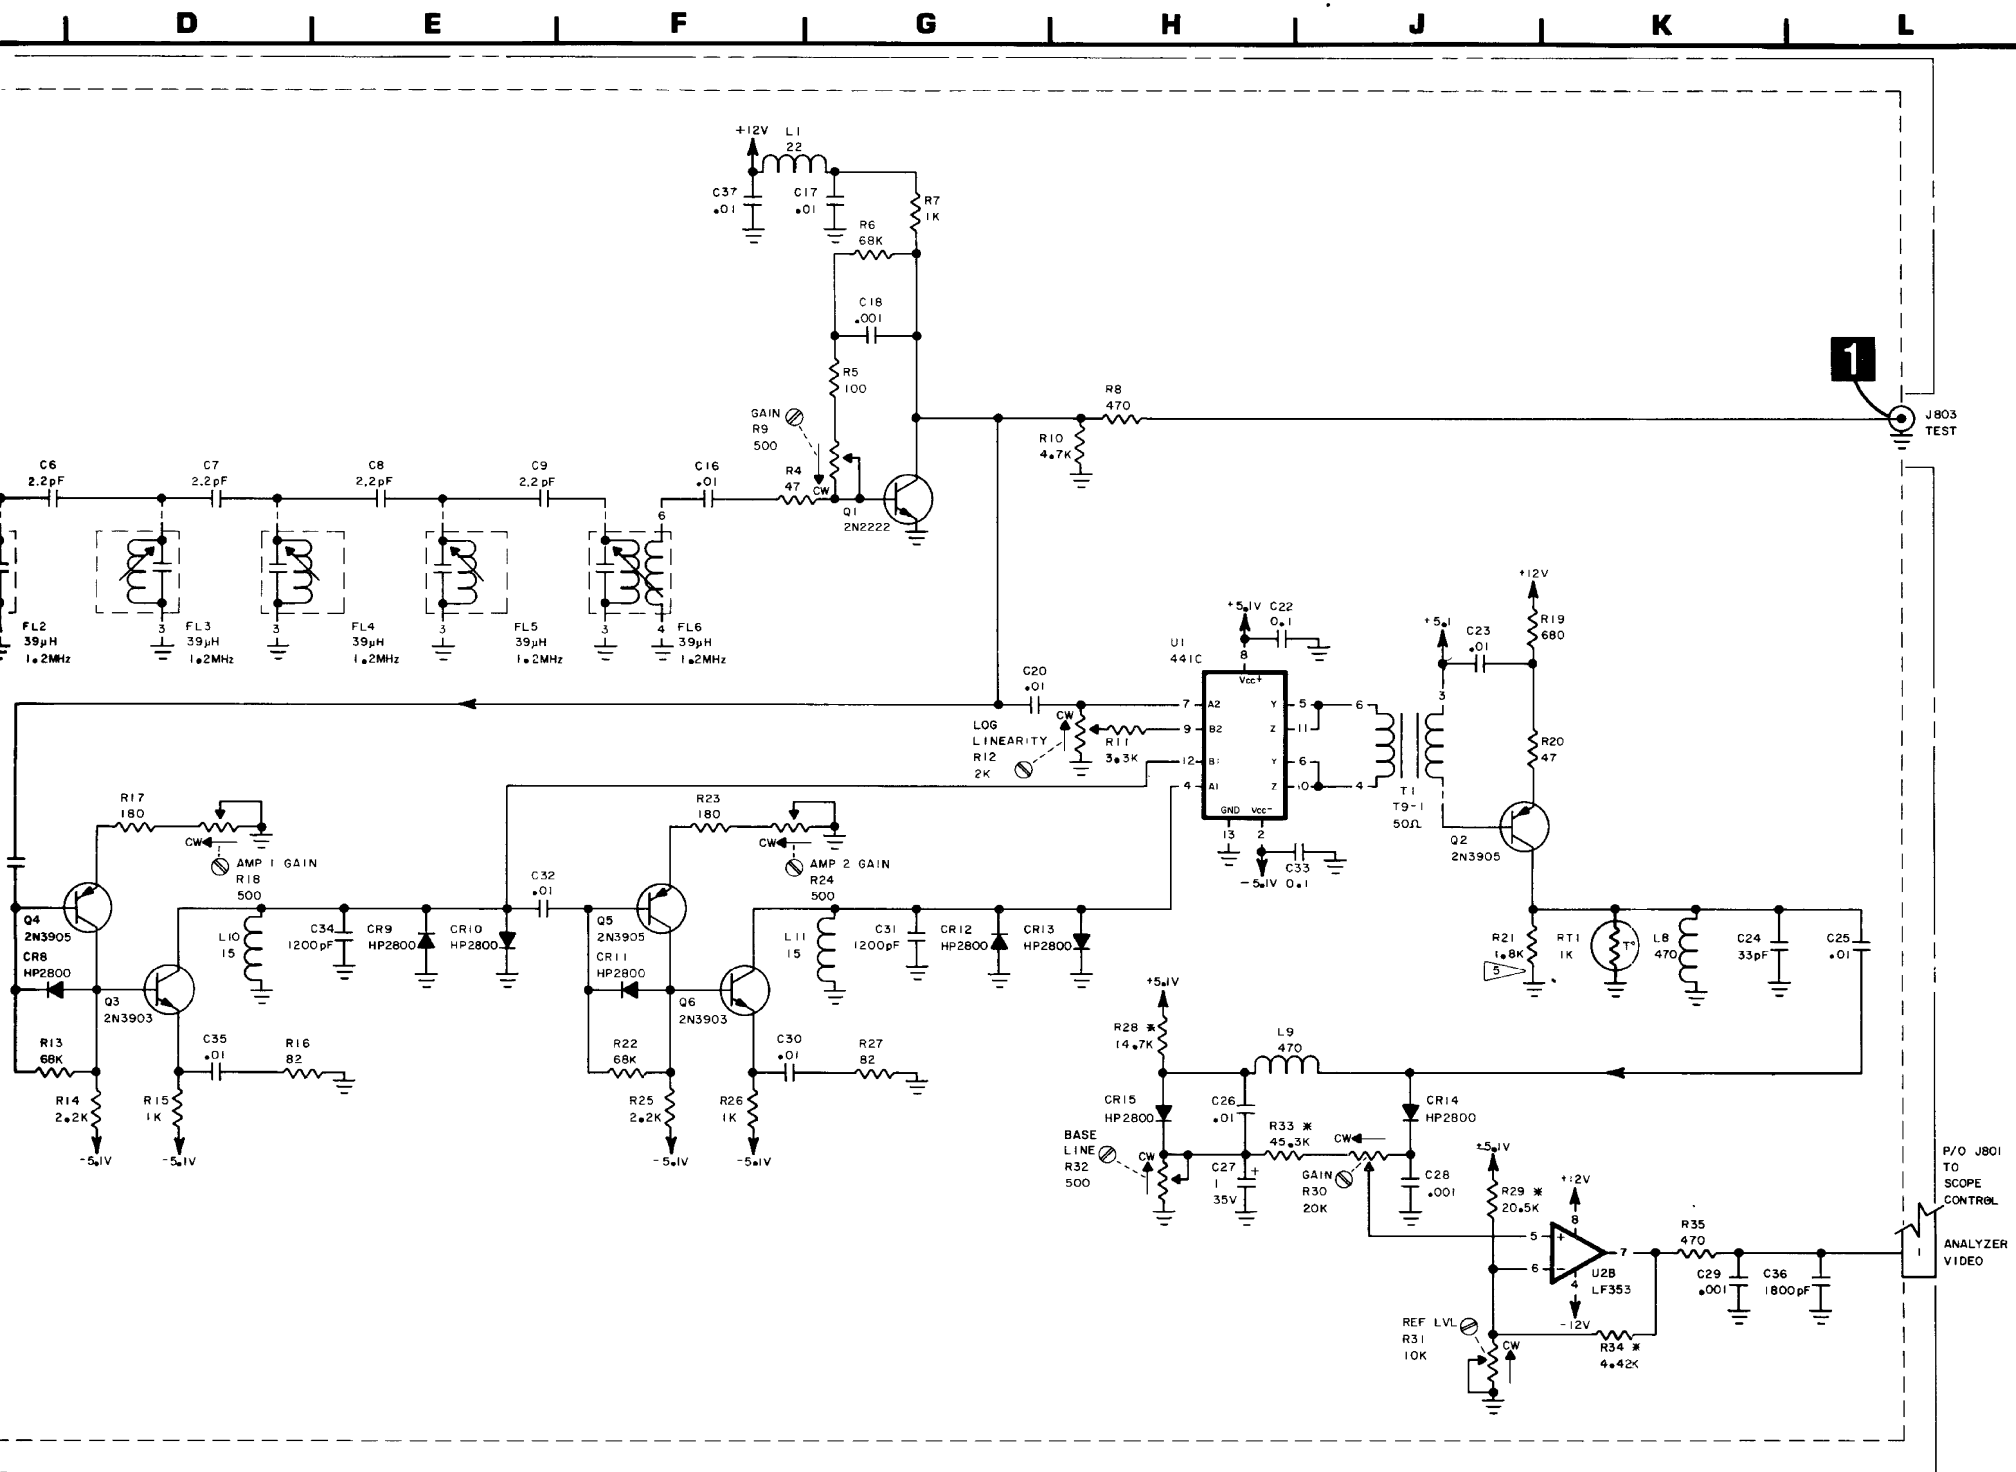 D E F G H J K L
+12V L1
22
C37
.01
C17
.01
R7
1K
R6
68K
C18
.001
R5
100
GAIN
R9
500
CW
R4
47
C16
.01
Q1
2N2222
R8
470
R10
4.7K
1
J803
TEST
C6
2.2pF
C7
2.2pF
C8
2.2pF
C9
2.2pF
6
3 3 3 3 4
FL2
39µH
1.2MHz
FL3
39µH
1.2MHz
FL4
39µH
1.2MHz
FL5
39µH
1.2MHz
FL6
39µH
1.2MHz
C20
.01
LOG
LINEARITY
R12
2K
CW
R11
3.3K
U1
441C
+5.1V C22
0.1
8
Vcc+
7 A2 Y 5
9 B2 Z 11
12 B1 Y 6
4 A1 Z 10
GND Vcc-
13 2
C33
-5.1V 0.1
6
4
T1
T9-1
50Ω
3
+5.1
C23
.01
+12V
R19
680
R20
47
Q2
2N3905
R17
180
CW
AMP 1 GAIN
R18
500
R23
180
CW
AMP 2 GAIN
R24
500
Q4
2N3905
CR8
HP2800
Q3
2N3903
L10
15
C34
1200pF
CR9
HP2800
CR10
HP2800
C32
.01
Q5
2N3905
CR11
HP2800
Q6
2N3903
L11
15
C31
1200pF
CR12
HP2800
CR13
HP2800
R21
1.8K
5
RT1
1K
T°
L8
470
C24
33pF
C25
.01
R13
68K
R14
2.2K
-5.1V
R15
1K
-5.1V
C35
.01
R16
82
R22
68K
R25
2.2K
-5.1V
R26
1K
-5.1V
C30
.01
R27
82
+5.1V
R28 *
14.7K
L9
470
CR15
HP2800
C26
.01
CR14
HP2800
BASE
LINE
R32
500
CW
C27
1
35V
+
R33 *
45.3K
CW
GAIN
R30
20K
C28
.001
+5.1V
R29 *
20.5K
+12V
8
5 +
6 -
7
4
U2B
LF353
-12V
REF LVL
R31
10K
CW
R34 *
4.42K
R35
470
C29
.001
C36
1800pF
P/O J801
TO
SCOPE
CONTROL
1
ANALYZER
VIDEO